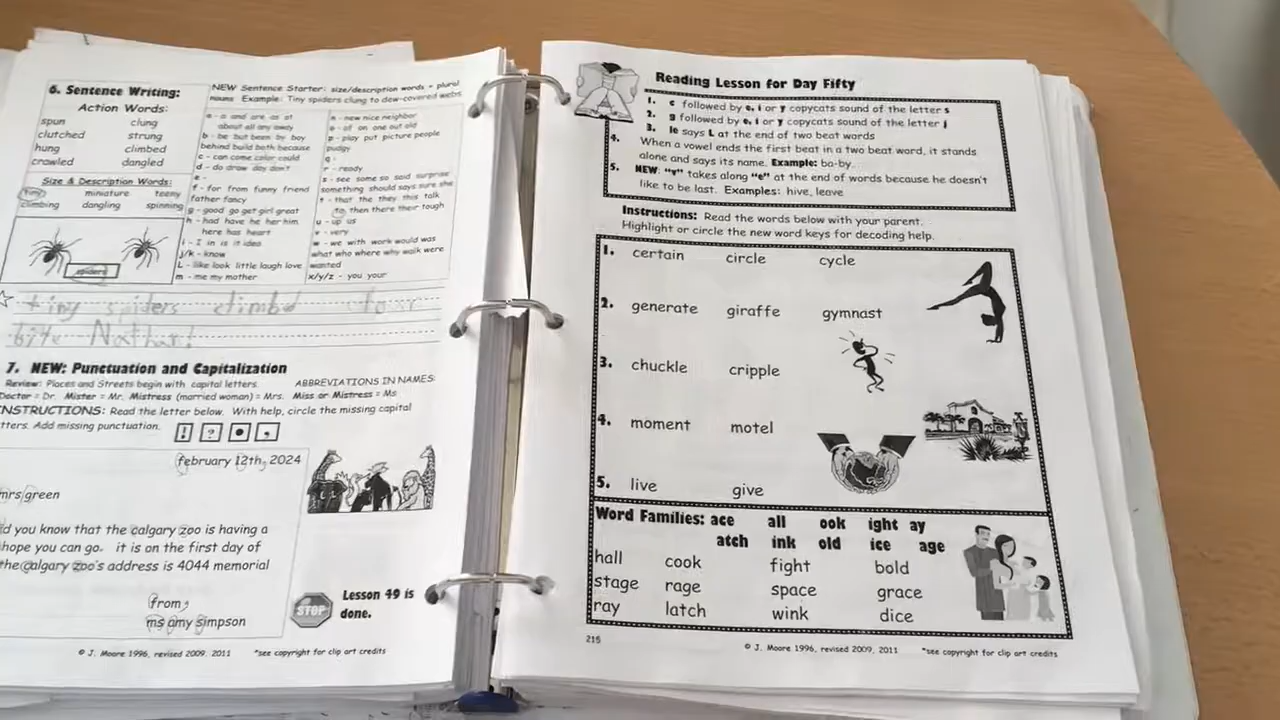 6. Sentence Writing:
Action Words:
spun clung
clutched strung
hung climbed
crawled dangled
Size & Description Words:
tiny miniature teeny
climbing dangling spinning
spiders
NEW Sentence Starter: size/description words + plural
nouns Example: Tiny spiders clung to dew-covered webs
a - a and are as at
about all any away
b - be but been by boy
behind build both because
c - can come color could
d - do draw day don't
e -
f - for from funny friend
father fancy
g - good go get girl great
h - had have he her him
here has heart
i - I in is it idea
j/k - know
L - like look little laugh love
m - me my mother
n - new nice neighbor
o - of on one out old
p - play put picture people
pudgy
q -
r - ready
s - see some so said surprise
something should says sure she
t - that the they this talk
to then there their tough
u - up us
v - very
w - we with work would was
what who where why walk were
wanted
x/y/z - you your
tiny spiders climbd
bite Nathan!
7. NEW: Punctuation and Capitalization
Review: Places and Streets begin with capital letters. ABBREVIATIONS IN NAMES:
Doctor = Dr. Mister = Mr. Mistress (married woman) = Mrs. Miss or Mistress = Ms
INSTRUCTIONS: Read the letter below. With help, circle the missing capital
tters. Add missing punctuation. ! ? • ,
february 12th, 2024
mrs green
d you know that the calgary zoo is having a
hope you can go. it is on the first day of
the calgary zoo's address is 4044 memorial
from,
ms amy simpson
STOP
Lesson 49 is
done.
© J. Moore 1996, revised 2009, 2011 *see copyright for clip art credits
Reading Lesson for Day Fifty
1. c followed by e, i or y copycats sound of the letter s
2. g followed by e, i or y copycats sound of the letter j
3. le says L at the end of two beat words
4. When a vowel ends the first beat in a two beat word, it stands
alone and says its name. Example: ba-by.
5. NEW: "v" takes along "e" at the end of words because he doesn't
like to be last. Examples: hive, leave
Instructions: Read the words below with your parent.
Highlight or circle the new word keys for decoding help.
1. certain circle cycle
2. generate giraffe gymnast
3. chuckle cripple
4. moment motel
5. live give
Word Families: ace all ook ight ay
atch ink old ice age
hall cook fight bold
stage rage space grace
ray latch wink dice
215
© J. Moore 1996, revised 2009, 2011 *see copyright for clip art credits